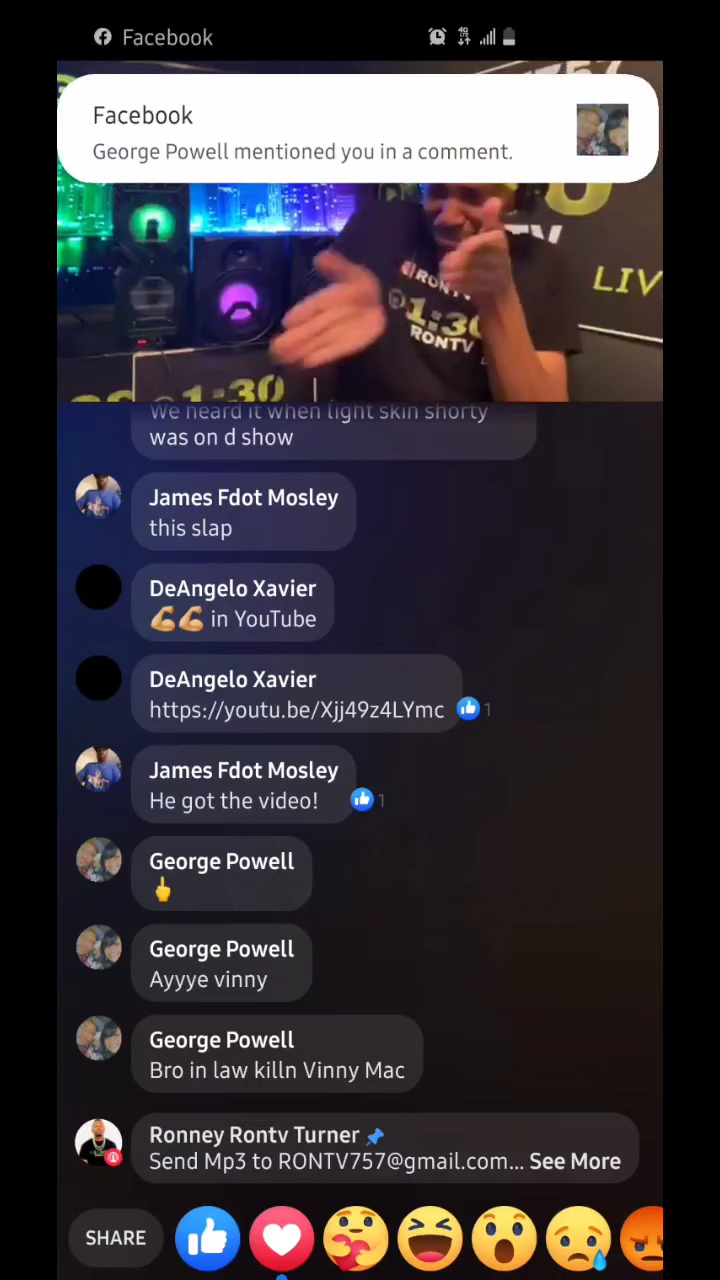 Facebook
Facebook
George Powell mentioned you in a comment.
RONTV
1:30
RONTV
LIV
1:30
We heard it when light skin shorty
was on d show
James Fdot Mosley
this slap
DeAngelo Xavier
💪💪 in YouTube
DeAngelo Xavier
https://youtu.be/Xjj49z4LYmc 1
James Fdot Mosley
He got the video! 1
George Powell
🖕
George Powell
Ayyye vinny
George Powell
Bro in law killn Vinny Mac
Ronney Rontv Turner 📌
Send Mp3 to RONTV757@gmail.com... See More
SHARE